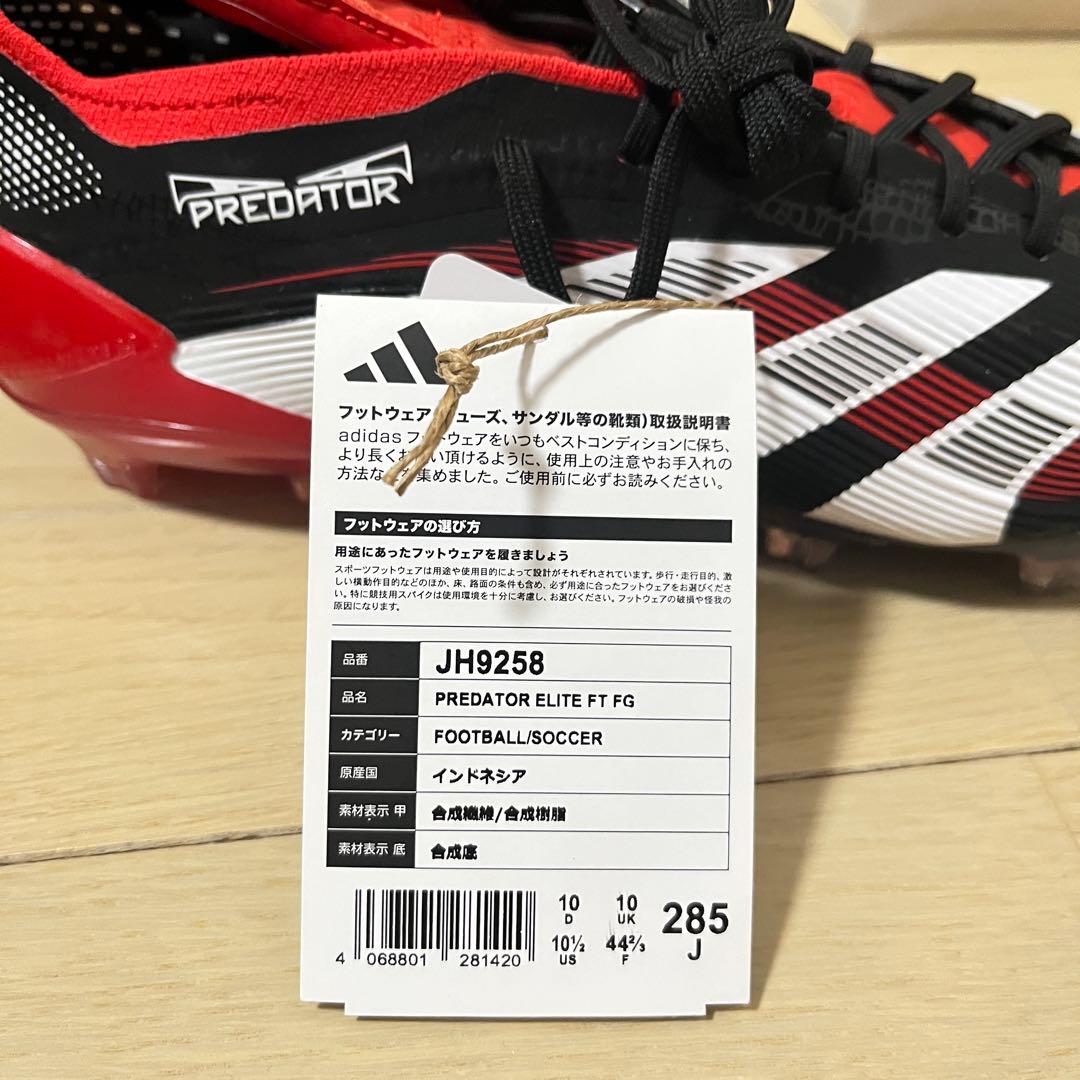 PREDATOR
フットウェア(シューズ、サンダル等の靴類)取扱説明書
adidasフットウェアをいつもベストコンディションに保ち、
より長くお使い頂けるように、使用上の注意やお手入れの
方法などを集めました。ご使用前に必ずお読みください。
フットウェアの選び方
用途にあったフットウェアを履きましょう
スポーツフットウェアは用途や使用目的によって設計がそれぞれされています。歩行・走行目的、激
しい横動作目的などのほか、床、路面の条件も含め、必ず用途に合ったフットウェアをお選びくださ
い。特に競技用スパイクは使用環境を十分に考慮し、お選びください。フットウェアの破損や怪我の
原因になります。
品番 JH9258
品名 PREDATOR ELITE FT FG
カテゴリー FOOTBALL/SOCCER
原産国 インドネシア
素材表示 甲 合成繊維/合成樹脂
素材表示 底 合成底
10 D 10 UK 285 J
10½ US 44⅔ F
4 068801 281420